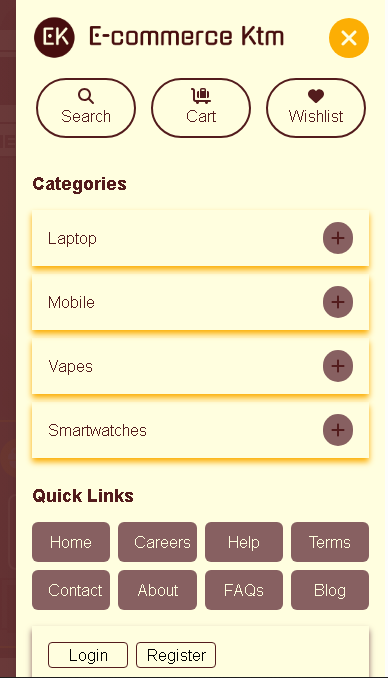 EK E-commerce Ktm
Search Cart Wishlist
Categories
Laptop
Mobile
Vapes
Smartwatches
Quick Links
Home Careers Help Terms
Contact About FAQs Blog
Login Register